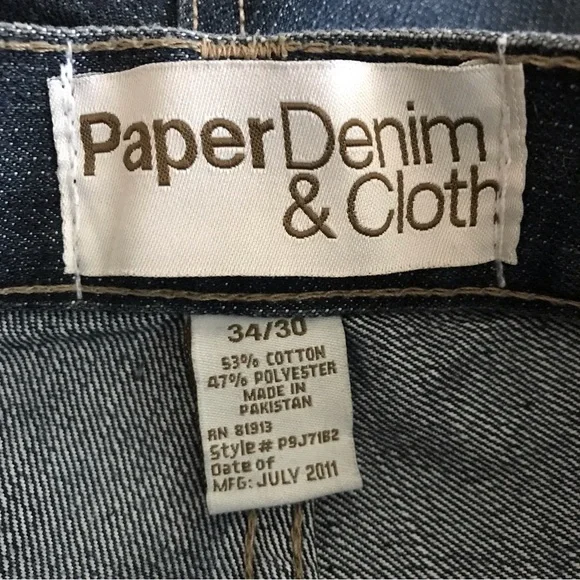 Paper Denim
& Cloth
34/30
53% COTTON
47% POLYESTER
MADE IN
PAKISTAN
RN 81913
Style# P9J71B2
Date of
MFG: JULY 2011